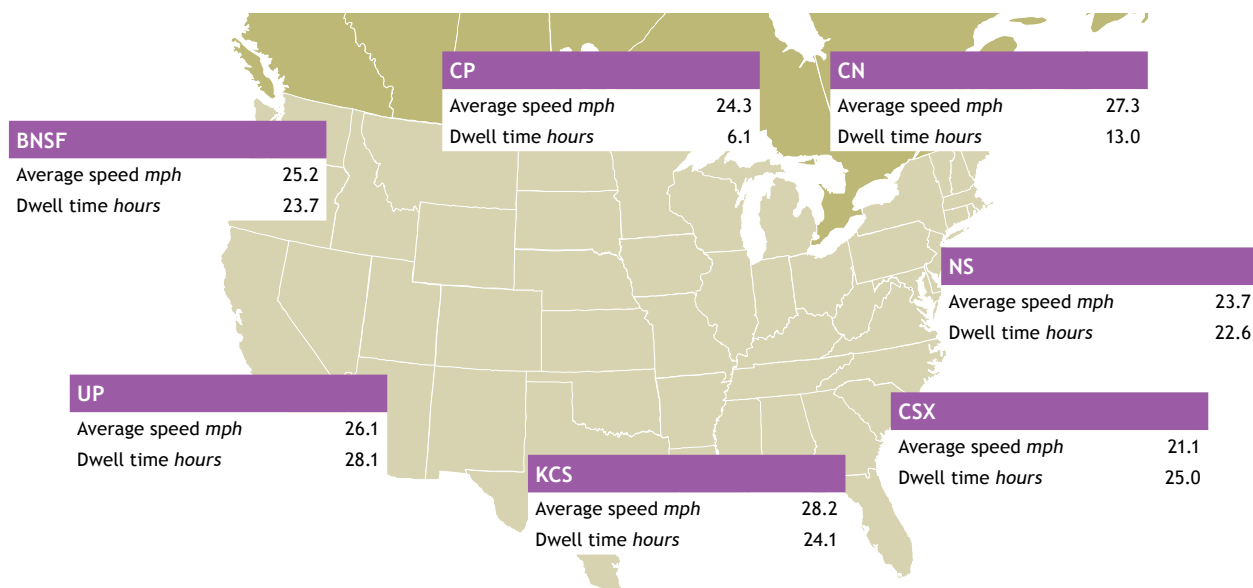 CP
Average speed mph 24.3
Dwell time hours 6.1
CN
Average speed mph 27.3
Dwell time hours 13.0
BNSF
Average speed mph 25.2
Dwell time hours 23.7
NS
Average speed mph 23.7
Dwell time hours 22.6
UP
Average speed mph 26.1
Dwell time hours 28.1
CSX
Average speed mph 21.1
Dwell time hours 25.0
KCS
Average speed mph 28.2
Dwell time hours 24.1